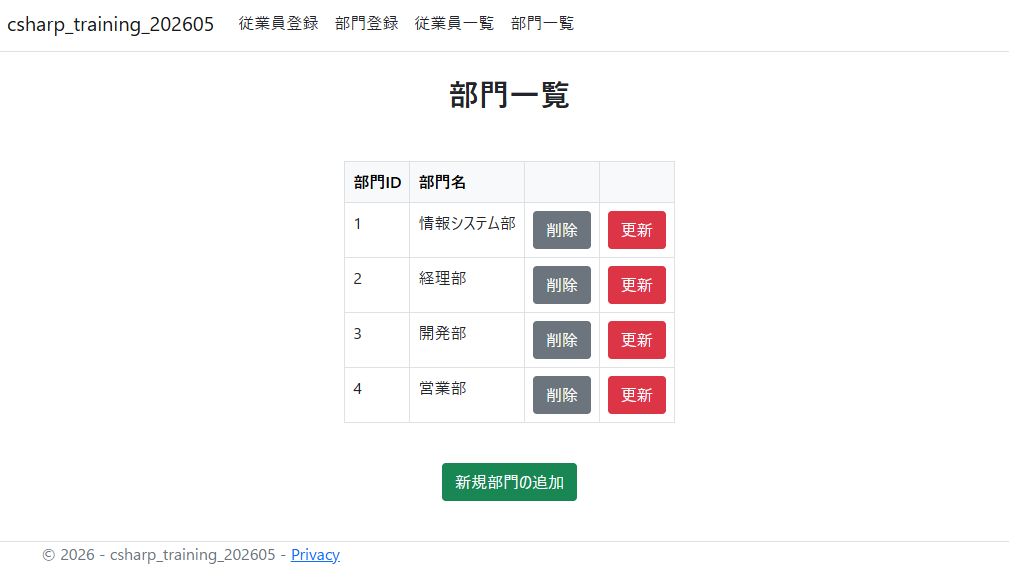 csharp_training_202605 従業員登録 部門登録 従業員一覧 部門一覧
部門一覧
部門ID 部門名
1 情報システム部 削除 更新
2 経理部 削除 更新
3 開発部 削除 更新
4 営業部 削除 更新
新規部門の追加
© 2026 - csharp_training_202605 - Privacy